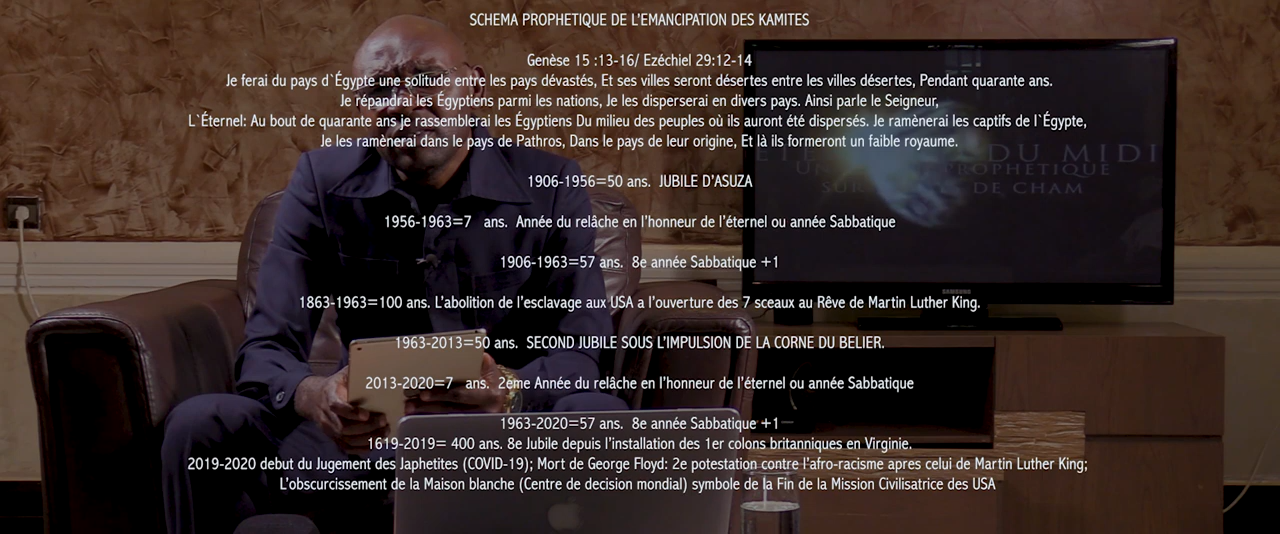 SCHEMA PROPHETIQUE DE L'EMANCIPATION DES KAMITES
Genèse 15 :13-16/ Ezéchiel 29:12-14
Je ferai du pays d`Égypte une solitude entre les pays dévastés, Et ses villes seront désertes entre les villes désertes, Pendant quarante ans.
Je répandrai les Égyptiens parmi les nations, Je les disperserai en divers pays. Ainsi parle le Seigneur,
L`Éternel: Au bout de quarante ans je rassemblerai les Égyptiens Du milieu des peuples où ils auront été dispersés. Je ramènerai les captifs de l`Égypte,
Je les ramènerai dans le pays de Pathros, Dans le pays de leur origine, Et là ils formeront un faible royaume.
DU MIDI
PROPHETIQUE
DE CHAM
1906-1956=50 ans. JUBILE D'ASUZA
1956-1963=7 ans. Année du relâche en l'honneur de l'éternel ou année Sabbatique
1906-1963=57 ans. 8e année Sabbatique +1
SAMSUNG
1863-1963=100 ans. L'abolition de l'esclavage aux USA a l'ouverture des 7 sceaux au Rêve de Martin Luther King.
1963-2013=50 ans. SECOND JUBILE SOUS L'IMPULSION DE LA CORNE DU BELIER.
2013-2020=7 ans. 2eme Année du relâche en l'honneur de l'éternel ou année Sabbatique
1963-2020=57 ans. 8e année Sabbatique +1
1619-2019= 400 ans. 8e Jubile depuis l'installation des 1er colons britanniques en Virginie.
2019-2020 debut du Jugement des Japhetites (COVID-19); Mort de George Floyd: 2e potestation contre l'afro-racisme apres celui de Martin Luther King;
L'obscurcissement de la Maison blanche (Centre de decision mondial) symbole de la Fin de la Mission Civilisatrice des USA